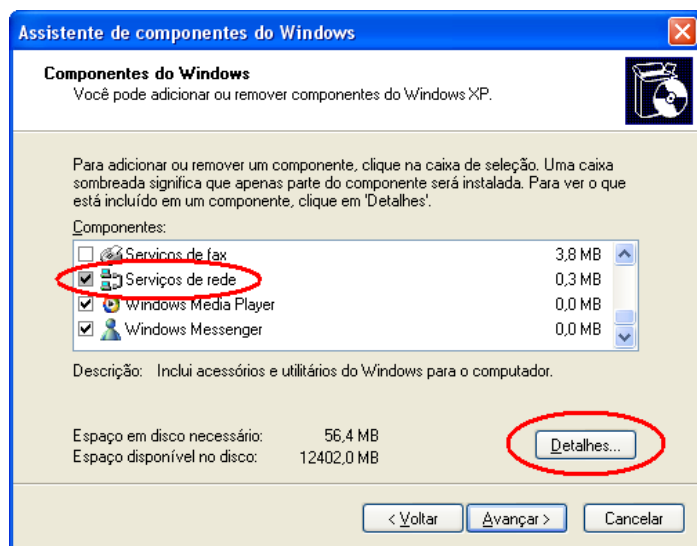 Assistente de componentes do Windows
Componentes do Windows
Você pode adicionar ou remover componentes do Windows XP.
Para adicionar ou remover um componente, clique na caixa de seleção. Uma caixa
sombreada significa que apenas parte do componente será instalada. Para ver o que
está incluído em um componente, clique em 'Detalhes'.
Componentes:
Serviços de fax 3,8 MB
Serviços de rede 0,3 MB
Windows Media Player 0,0 MB
Windows Messenger 0,0 MB
Descrição: Inclui acessórios e utilitários do Windows para o computador.
Espaço em disco necessário: 56,4 MB
Espaço disponível no disco: 12402,0 MB
Detalhes...
< Voltar Avançar > Cancelar